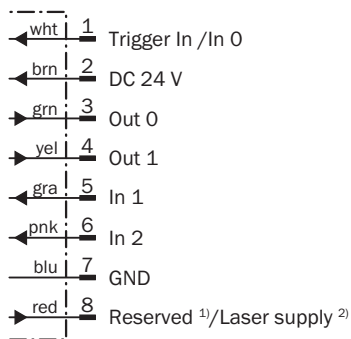 wht 1 Trigger In /In 0
brn 2 DC 24 V
grn 3 Out 0
yel 4 Out 1
gra 5 In 1
pnk 6 In 2
blu 7 GND
red 8 Reserved ¹⁾/Laser supply ²⁾